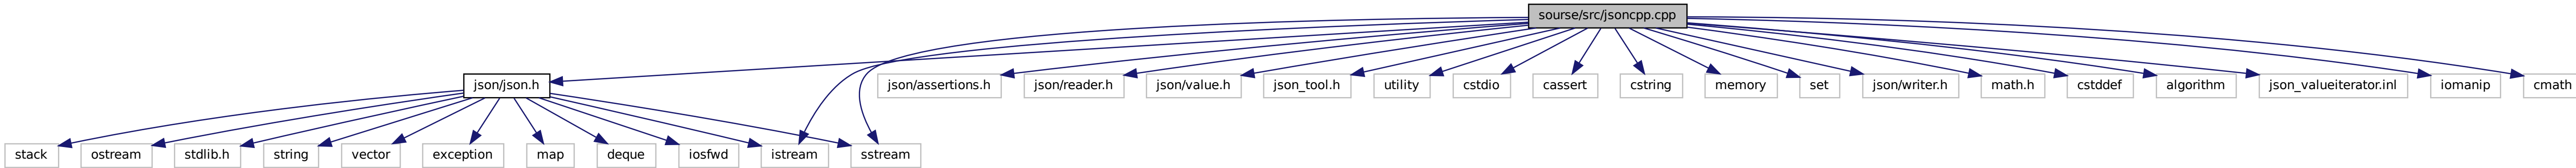 sourse/src/jsoncpp.cpp
json/json.h
json/assertions.h
json/reader.h
json/value.h
json_tool.h
utility
cstdio
cassert
cstring
memory
set
json/writer.h
math.h
cstddef
algorithm
json_valueiterator.inl
iomanip
cmath
stack
ostream
stdlib.h
string
vector
exception
map
deque
iosfwd
istream
sstream